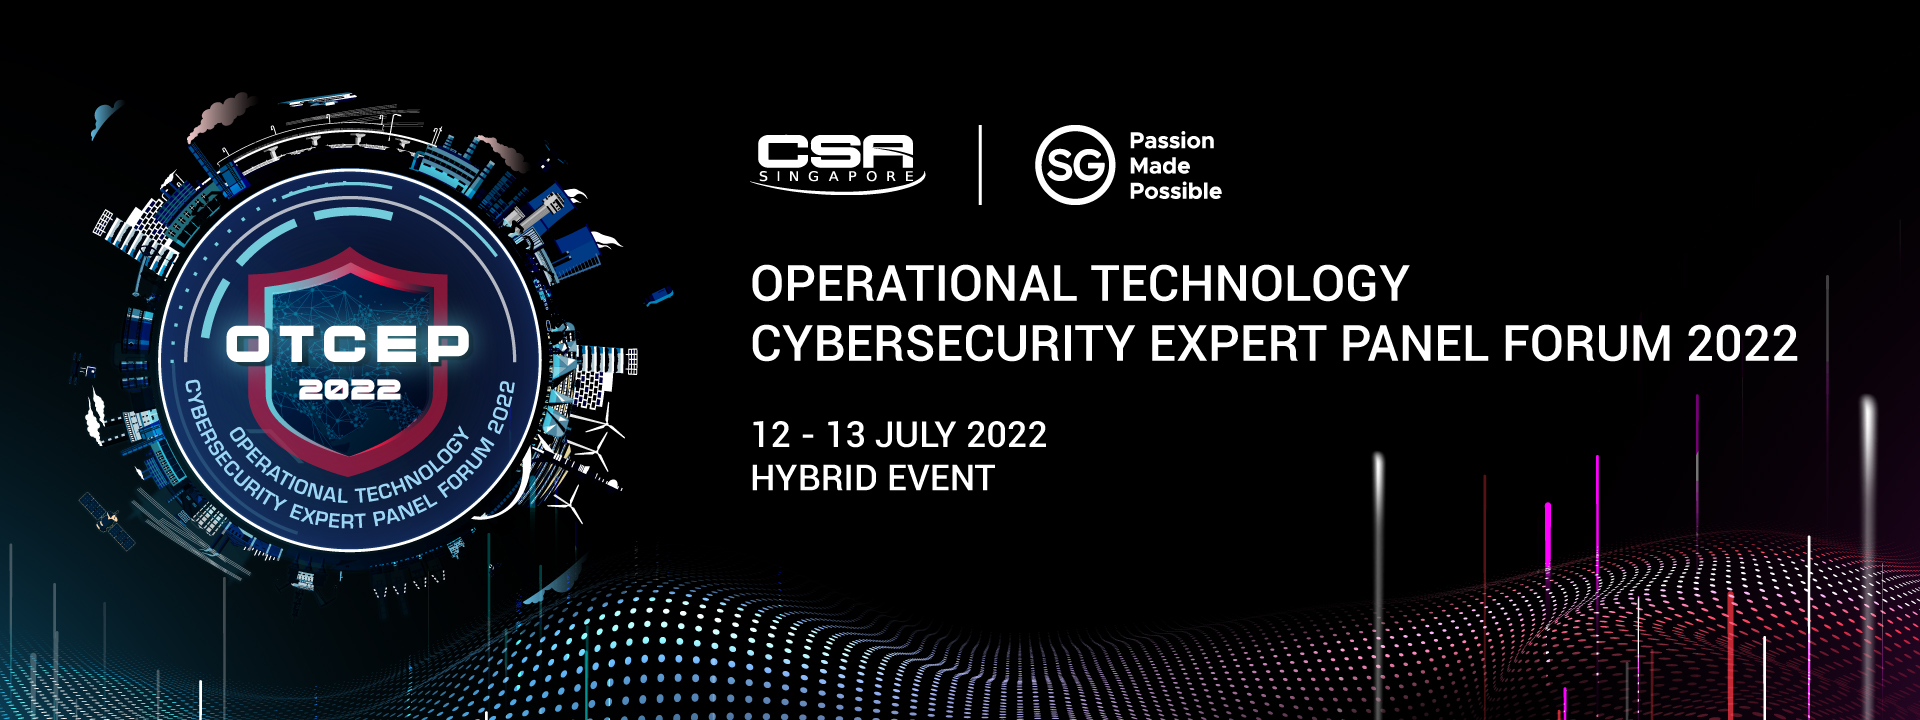 OTCEP
2022
OPERATIONAL TECHNOLOGY
CYBERSECURITY EXPERT PANEL FORUM 2022
CSA
SINGAPORE
SG
Passion
Made
Possible
OPERATIONAL TECHNOLOGY
CYBERSECURITY EXPERT PANEL FORUM 2022
12 - 13 JULY 2022
HYBRID EVENT